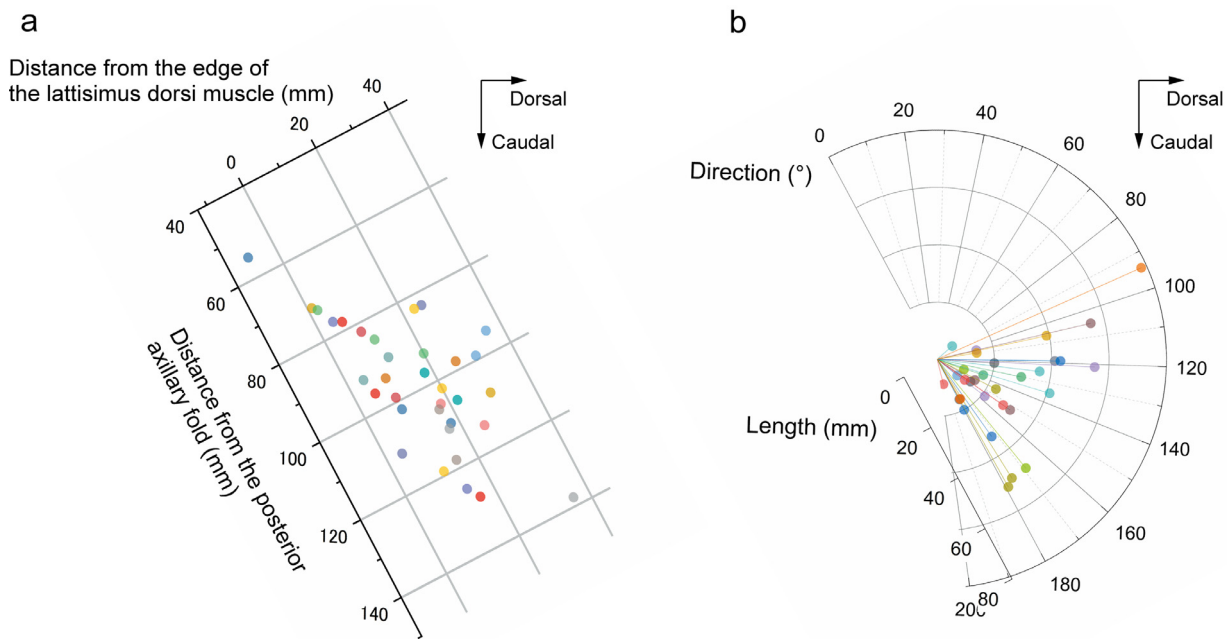 a
Distance from the edge of
the lattisimus dorsi muscle (mm)
0
20
40
Dorsal
Caudal
40
60
80
100
120
140
Distance from the posterior
axillary fold (mm)
b
Dorsal
Caudal
Direction (°)
0
20
40
60
80
100
120
140
160
180
Length (mm)
0
20
40
60
80